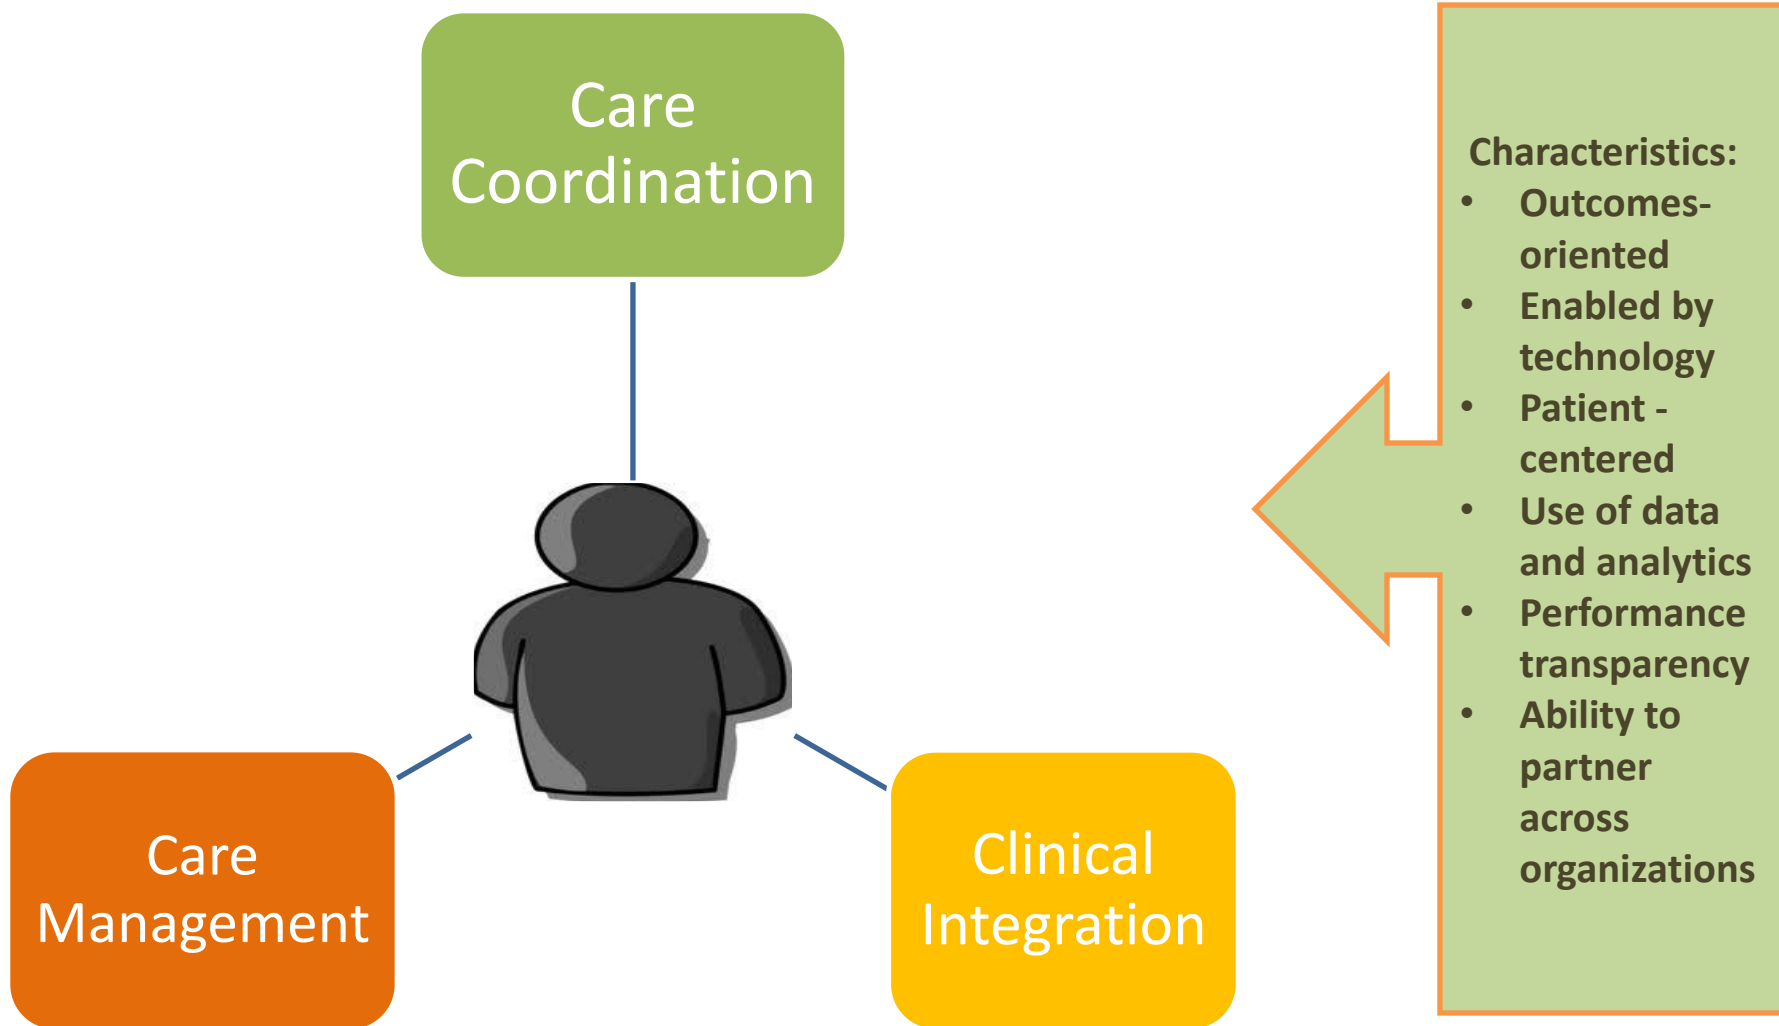 Care
Coordination
Care
Management
Clinical
Integration
Characteristics:
• Outcomes-
oriented
• Enabled by
technology
• Patient -
centered
• Use of data
and analytics
• Performance
transparency
• Ability to
partner
across
organizations